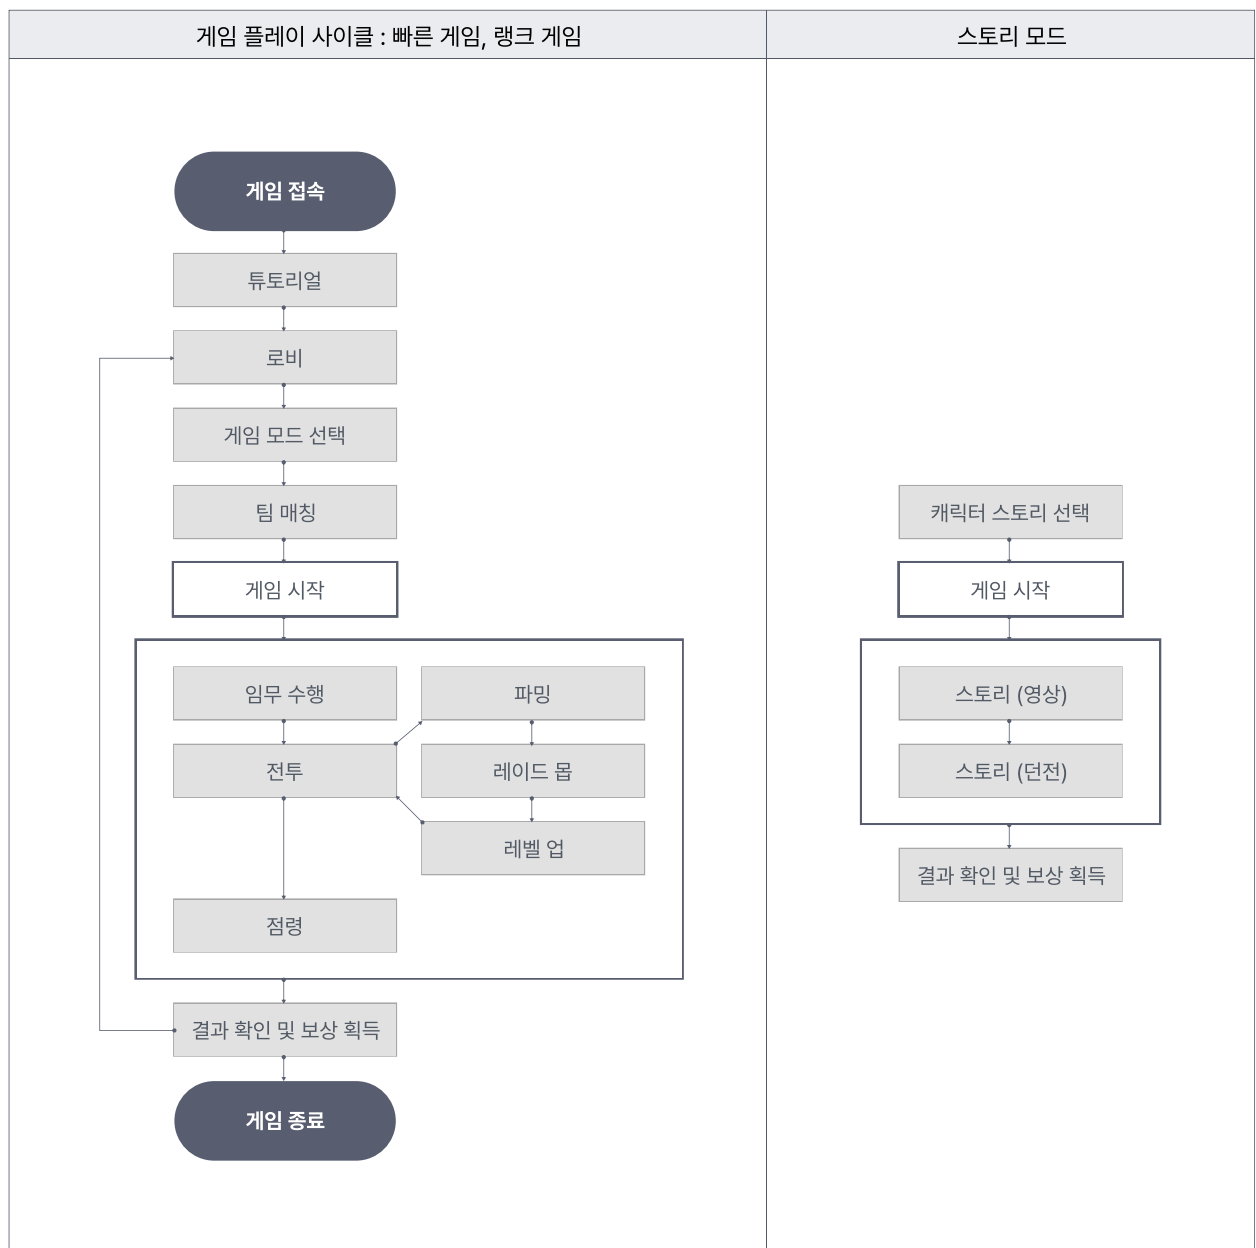 게임 플레이 사이클 : 빠른 게임, 랭크 게임
스토리 모드
게임 접속
튜토리얼
로비
게임 모드 선택
팀 매칭
게임 시작
임무 수행
파밍
전투
레이드 몹
레벨 업
점령
결과 확인 및 보상 획득
게임 종료
캐릭터 스토리 선택
게임 시작
스토리 (영상)
스토리 (던전)
결과 확인 및 보상 획득